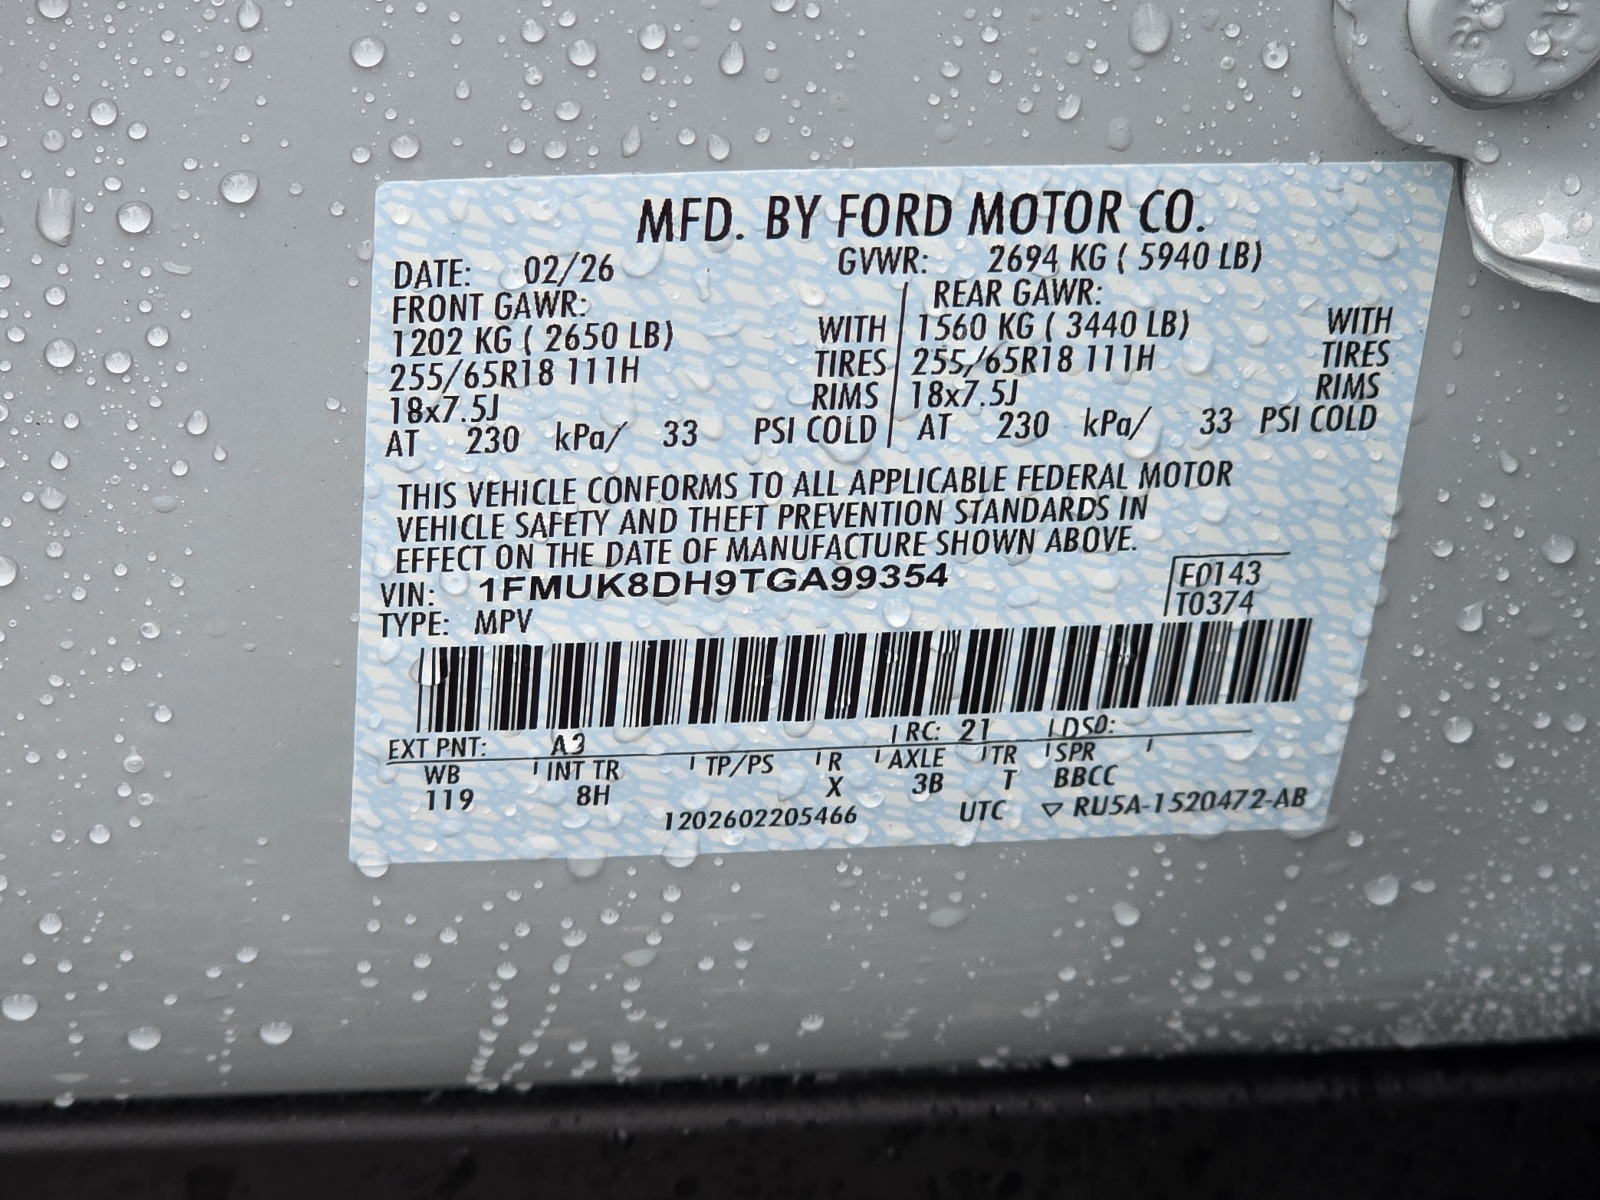 MFD. BY FORD MOTOR CO.
DATE: 02/26 GVWR: 2694 KG ( 5940 LB)
FRONT GAWR: REAR GAWR:
1202 KG ( 2650 LB) WITH 1560 KG ( 3440 LB) WITH
255/65R18 111H TIRES 255/65R18 111H TIRES
18x7.5J RIMS 18x7.5J RIMS
AT 230 kPa/ 33 PSI COLD AT 230 kPa/ 33 PSI COLD
THIS VEHICLE CONFORMS TO ALL APPLICABLE FEDERAL MOTOR
VEHICLE SAFETY AND THEFT PREVENTION STANDARDS IN
EFFECT ON THE DATE OF MANUFACTURE SHOWN ABOVE.
VIN: 1FMUK8DH9TGA99354 F0143
TYPE: MPV T0374
EXT PNT: A3 RC: 21 DSO:
WB INT TR TP/PS R AXLE TR SPR
119 8H X 3B T BBCC
1202602205466 UTC ▽ RU5A-1520472-AB